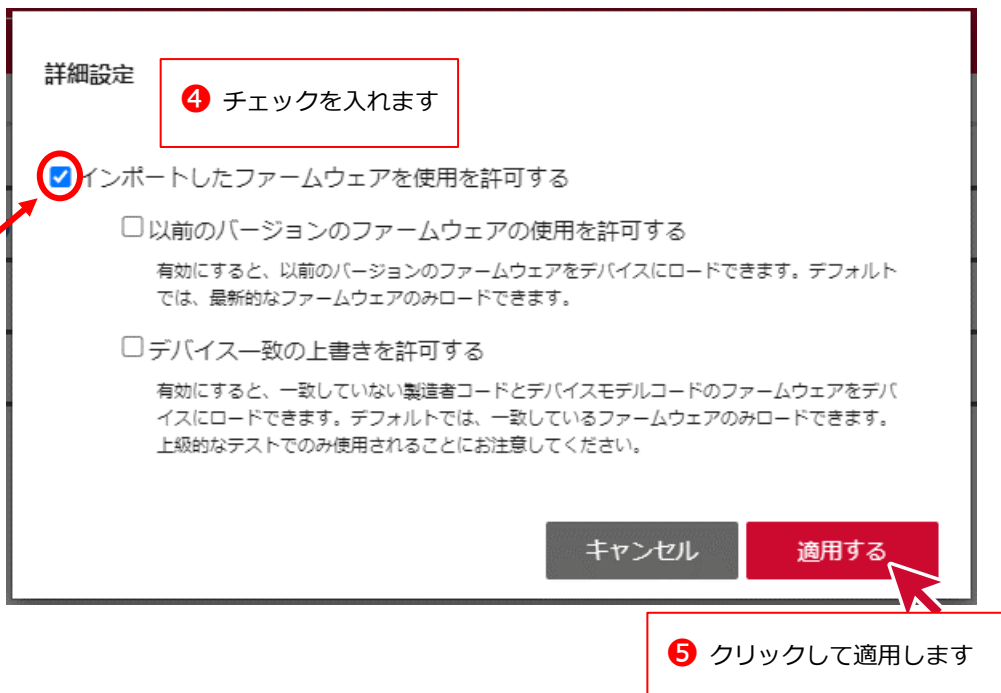 詳細設定
❹ チェックを入れます
インポートしたファームウェアを使用を許可する
以前のバージョンのファームウェアの使用を許可する
有効にすると、以前のバージョンのファームウェアをデバイスにロードできます。デフォルト
では、最新的なファームウェアのみロードできます。
デバイス一致の上書きを許可する
有効にすると、一致していない製造者コードとデバイスモデルコードのファームウェアをデバ
イスにロードできます。デフォルトでは、一致しているファームウェアのみロードできます。
上級的なテストでのみ使用されることにお注意してください。
キャンセル
適用する
❺ クリックして適用します